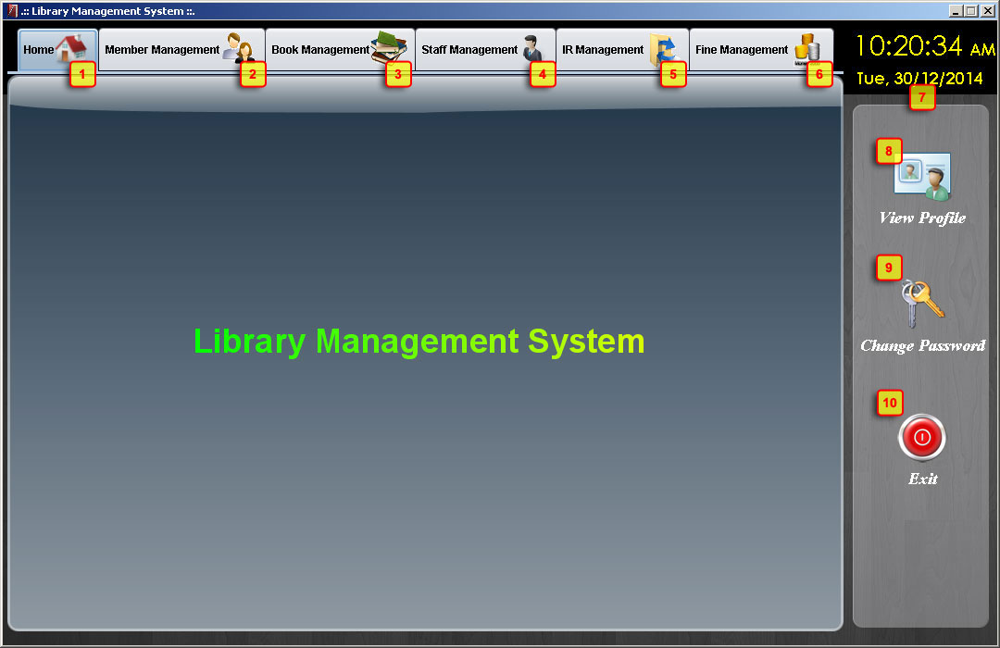 .:: Library Management System ::.
Home Member Management Book Management Staff Management IR Management Fine Management
1 2 3 4 5 6
10:20:34 AM
Tue, 30/12/2014
7
8
View Profile
9
Change Password
Library Management System
10
Exit